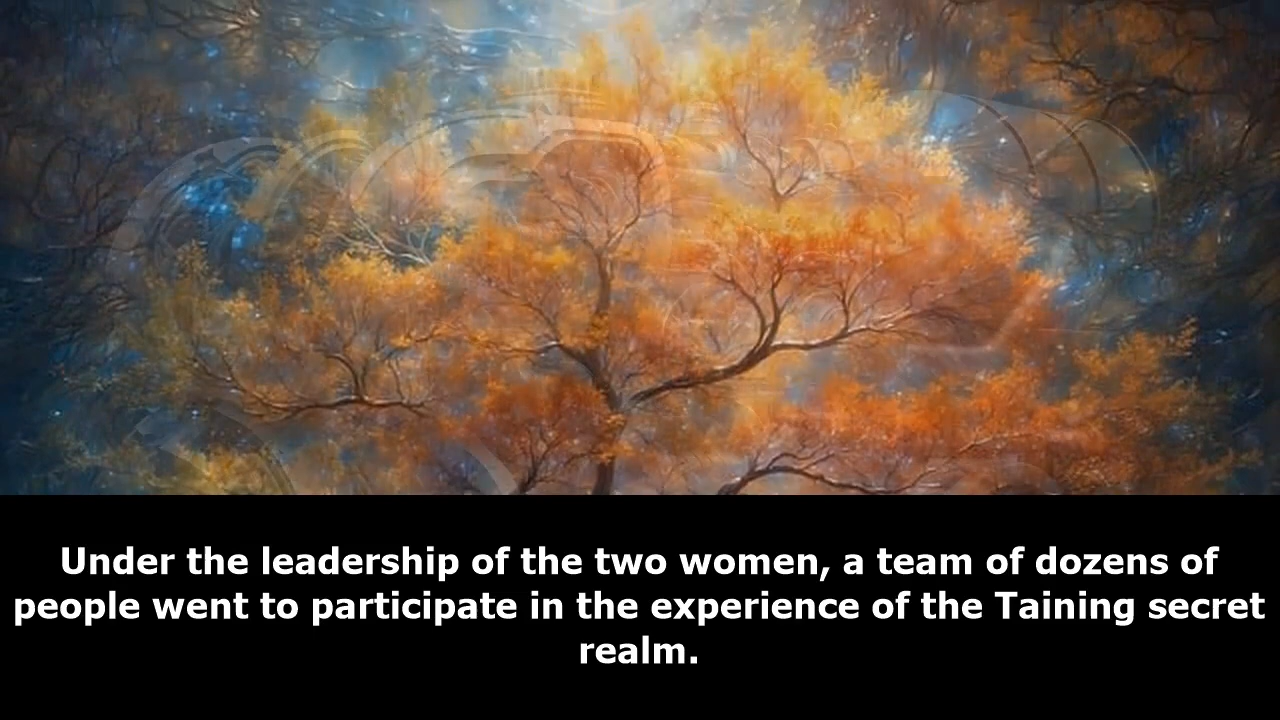 Under the leadership of the two women, a team of dozens of
people went to participate in the experience of the Taining secret
realm.